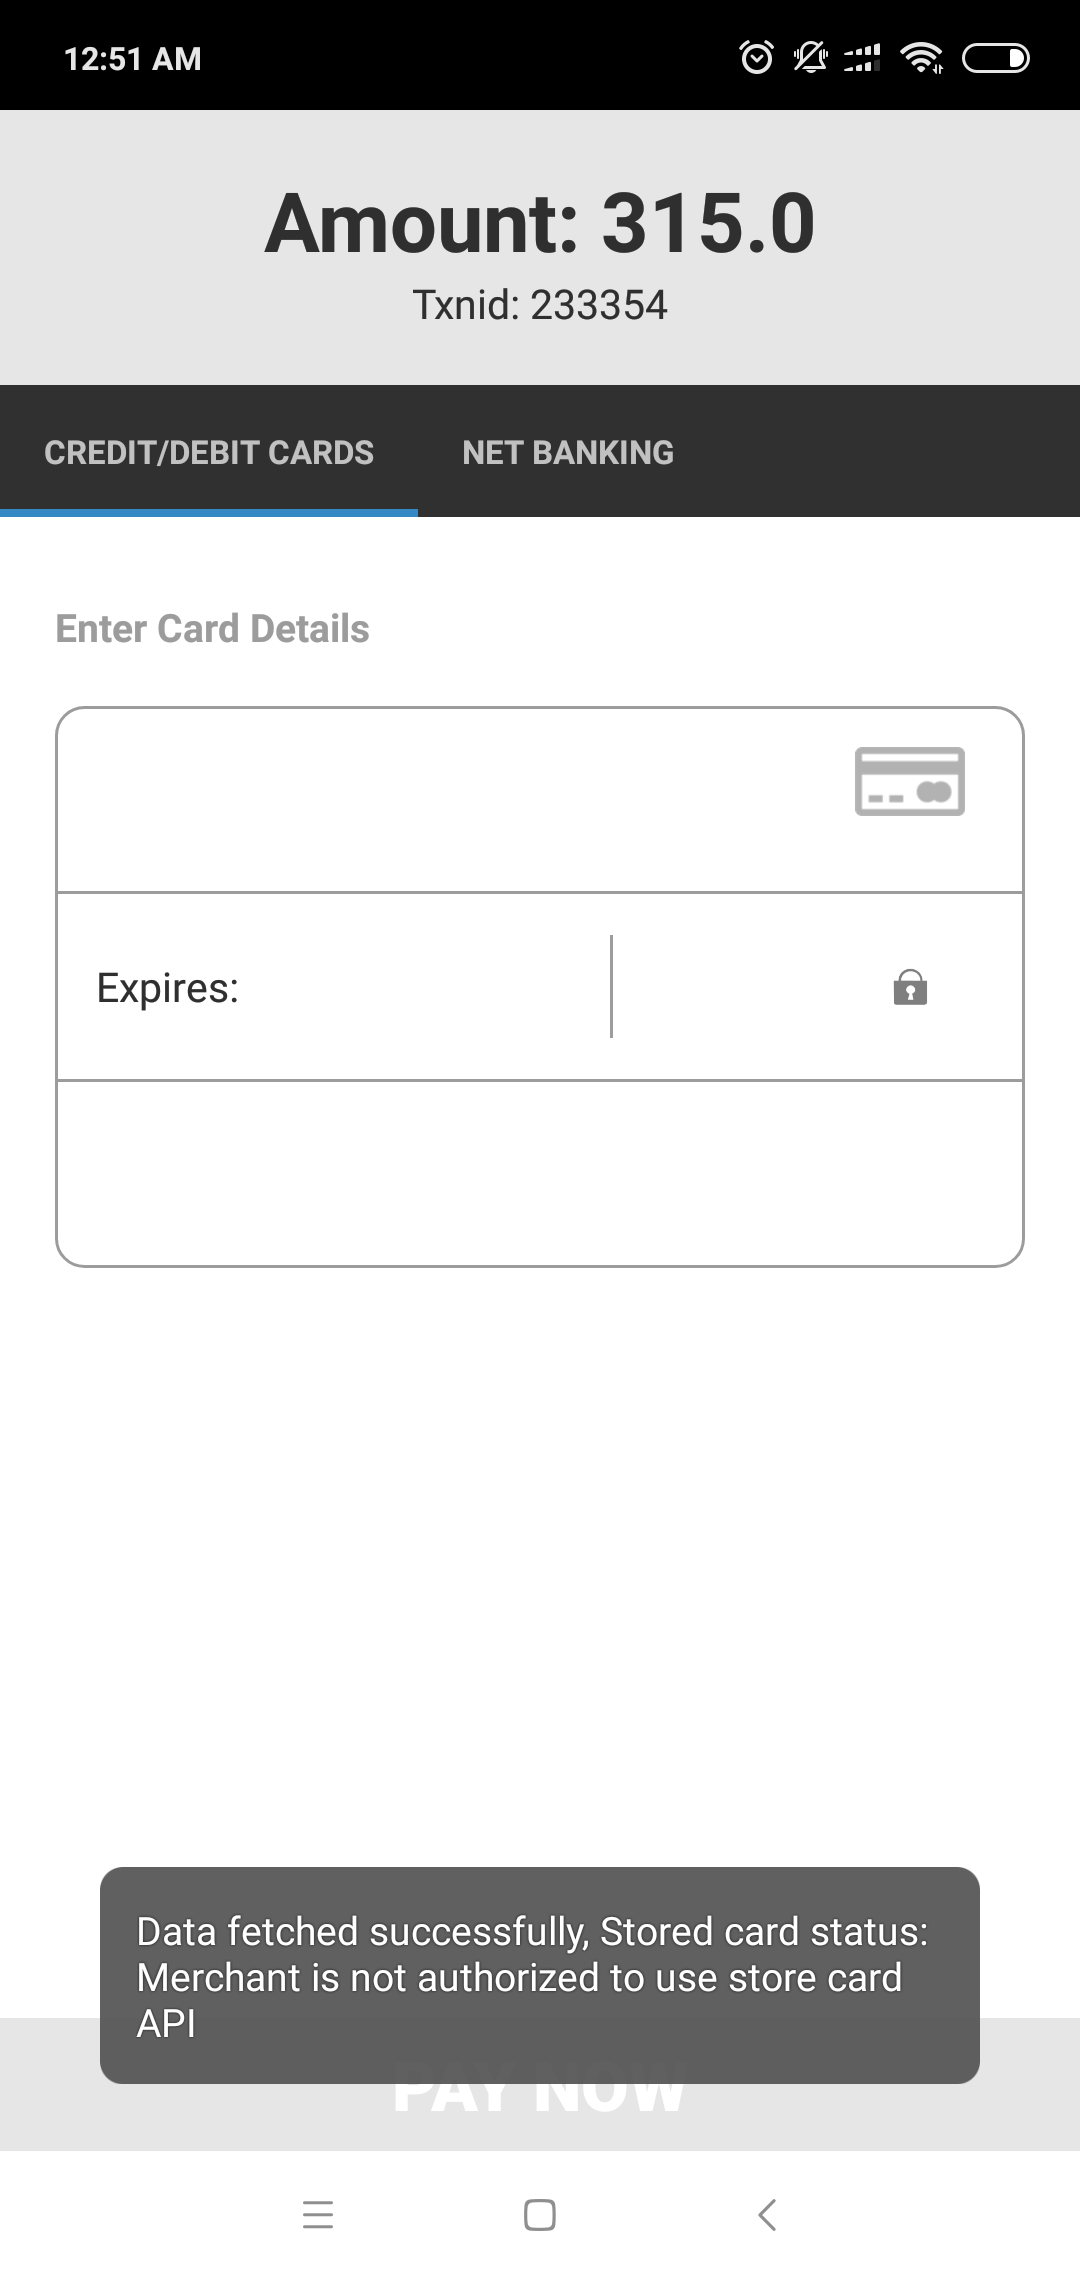 12:51 AM
Amount: 315.0
Txnid: 233354
CREDIT/DEBIT CARDS NET BANKING
Enter Card Details
Expires:
Data fetched successfully, Stored card status:
Merchant is not authorized to use store card
API
PAY NOW